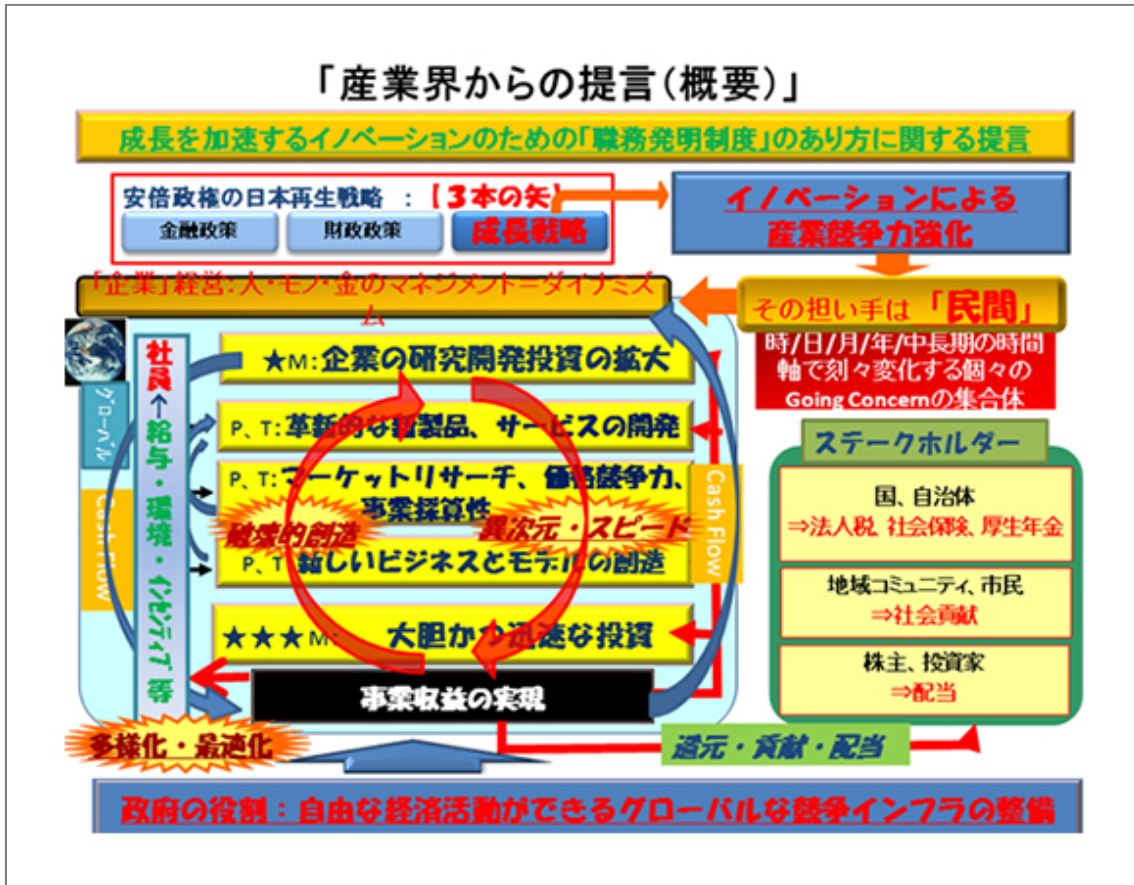 「産業界からの提言（概要）」
成長を加速するイノベーションのための「職務発明制度」のあり方に関する提言
安倍政権の日本再生戦略 ：【3本の矢】
金融政策
財政政策
成長戦略
イノベーションによる
産業競争力強化
「企業」経営：人・モノ・金のマネジメント＝ダイナミズ
ム
その担い手は 「民間」
時/日/月/年/中長期の時間
軸で刻々変化する個々の
Going Concernの集合体
グローバル
Cash Flow
社員←給与・環境・インセンティブ等
★M：企業の研究開発投資の拡大
P、T：革新的な新製品、サービスの開発
P、T：マーケットリサーチ、価格競争力、
事業採算性
破壊的創造
異次元・スピード
P、T 新しいビジネスとモデルの創造
★★★M： 大胆かつ迅速な投資
事業収益の実現
Cash Flow
ステークホルダー
国、自治体
⇒法人税、社会保険、厚生年金
地域コミュニティ、市民
⇒社会貢献
株主、投資家
⇒配当
多様化・最適化
還元・貢献・配当
政府の役割：自由な経済活動ができるグローバルな競争インフラの整備